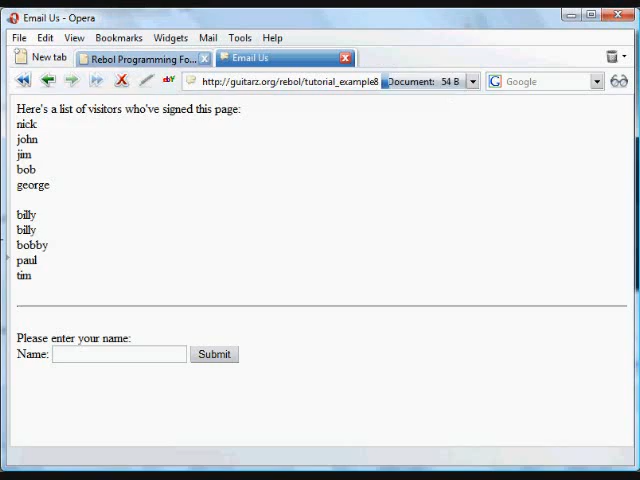 Email Us - Opera
File Edit View Bookmarks Widgets Mail Tools Help
New tab Rebol Programming Fo... Email Us
ebY http://guitarz.org/rebol/tutorial_example8 Document: 54 B Google
Here's a list of visitors who've signed this page:
nick
john
jim
bob
george
billy
billy
bobby
paul
tim
Please enter your name:
Name: Submit